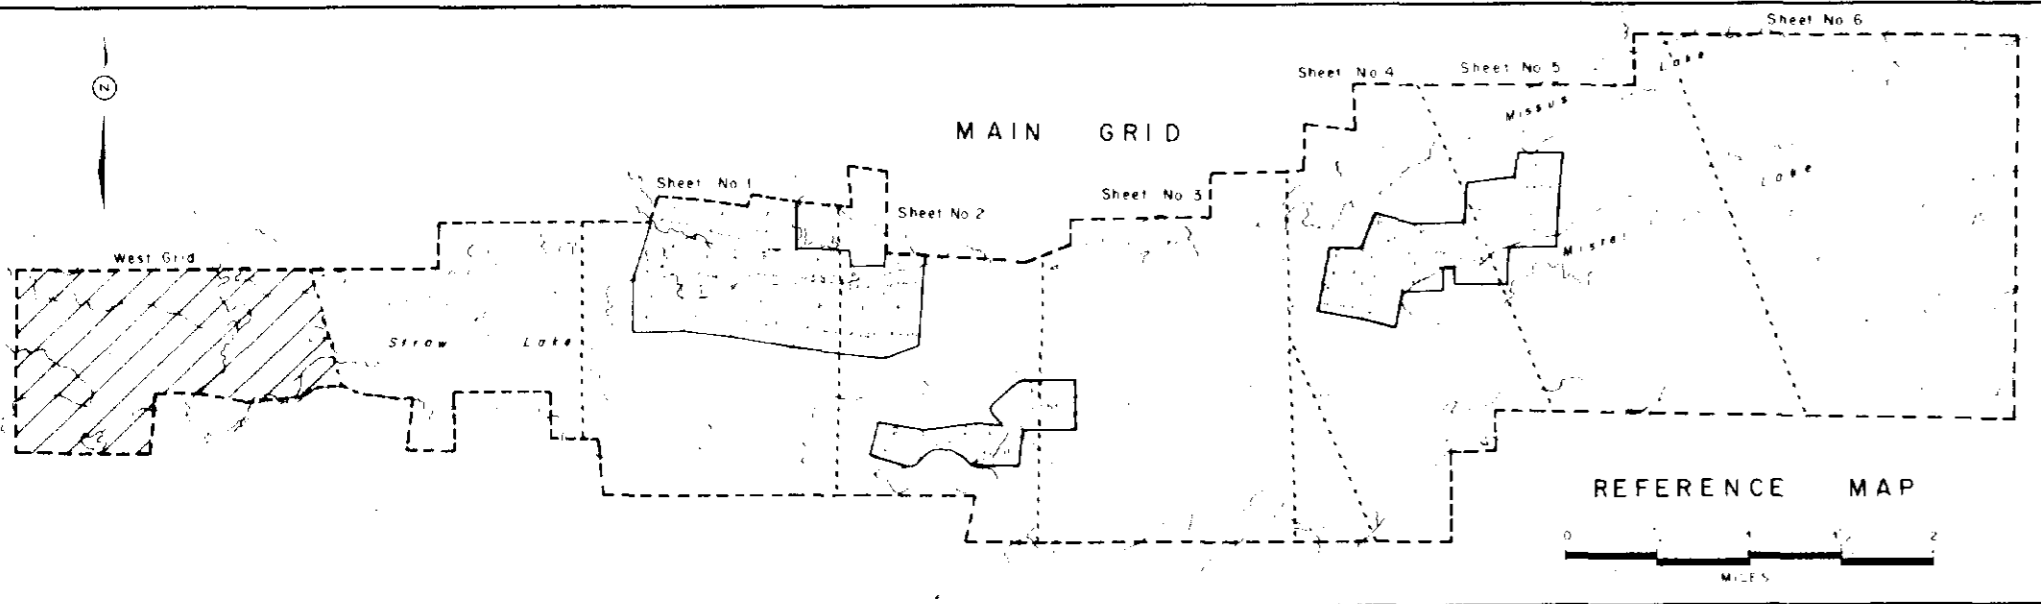 Sheet No 6
Lake
Sheet No 4
Sheet No 5
Missus
N
MAIN GRID
Sheet No 1
Lake
Sheet No 3
Sheet No 2
West Grid
Straw Lake
REFERENCE MAP
0 1 2
MILES